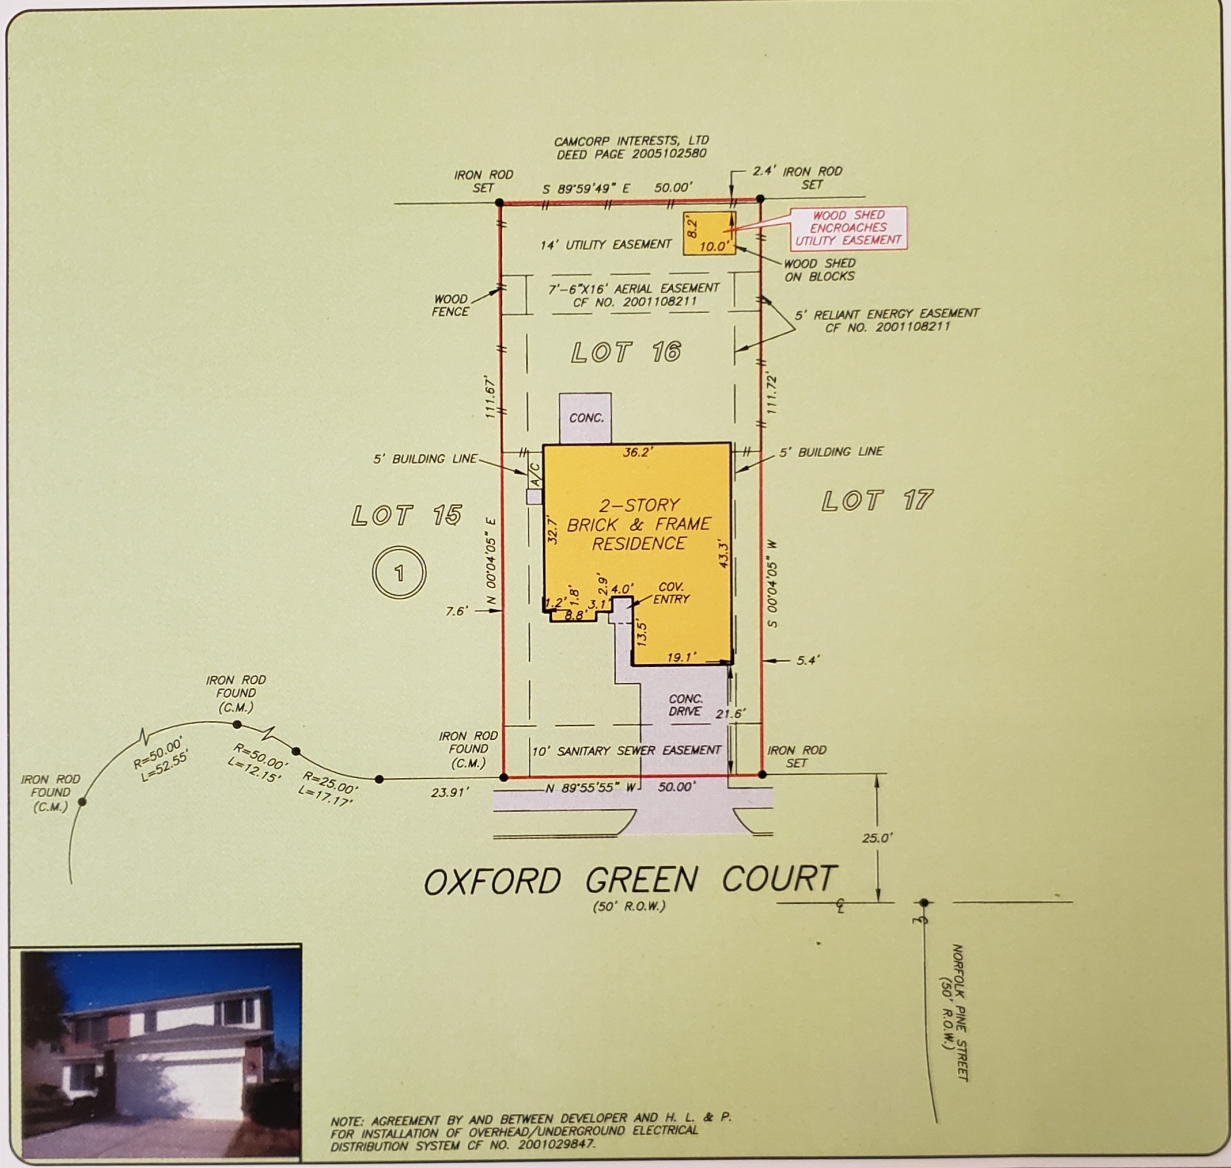 CAMCORP INTERESTS, LTD
DEED PAGE 2005102580
IRON ROD
SET
S 89°59'49" E 50.00'
2.4'
IRON ROD
SET
WOOD SHED
ENCROACHES
UTILITY EASEMENT
8.2'
10.0'
14' UTILITY EASEMENT
WOOD SHED
ON BLOCKS
7'-6"X16' AERIAL EASEMENT
CF NO. 2001108211
WOOD
FENCE
5' RELIANT ENERGY EASEMENT
CF NO. 2001108211
LOT 16
111.67'
111.72'
CONC.
5' BUILDING LINE
36.2'
5' BUILDING LINE
A/C
LOT 15
2-STORY
BRICK & FRAME
RESIDENCE
LOT 17
32.7'
43.3'
1
N 00°04'05" E
S 00°04'05" W
7.6'
1.2'
1.8'
8.8'
2.9'
3.1'
4.0'
COV.
ENTRY
13.5'
19.1'
5.4'
IRON ROD
FOUND
(C.M.)
CONC.
DRIVE
21.6'
IRON ROD
FOUND
(C.M.)
10' SANITARY SEWER EASEMENT
IRON ROD
SET
IRON ROD
FOUND
(C.M.)
R=50.00'
L=52.55'
R=50.00'
L=12.15'
R=25.00'
L=17.17'
23.91'
N 89°55'55" W 50.00'
25.0'
OXFORD GREEN COURT
(50' R.O.W.)
NORFOLK PINE STREET
(50' R.O.W.)
NOTE: AGREEMENT BY AND BETWEEN DEVELOPER AND H. L. & P.
FOR INSTALLATION OF OVERHEAD/UNDERGROUND ELECTRICAL
DISTRIBUTION SYSTEM CF NO. 2001029847.